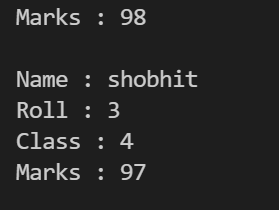 Marks : 98
Name : shobhit
Roll : 3
Class : 4
Marks : 97